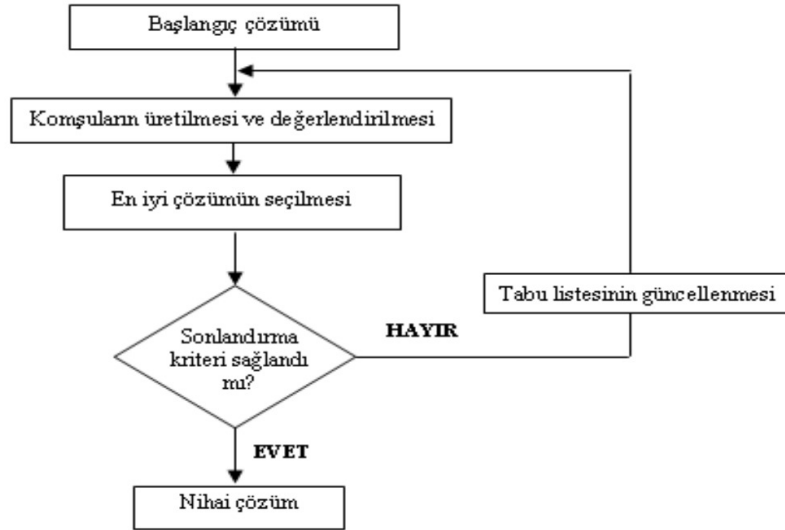 Başlangıç çözümü
Komşuların üretilmesi ve değerlendirilmesi
En iyi çözümün seçilmesi
Tabu listesinin güncellenmesi
Sonlandırma
kriteri sağlandı
mı?
HAYIR
EVET
Nihai çözüm